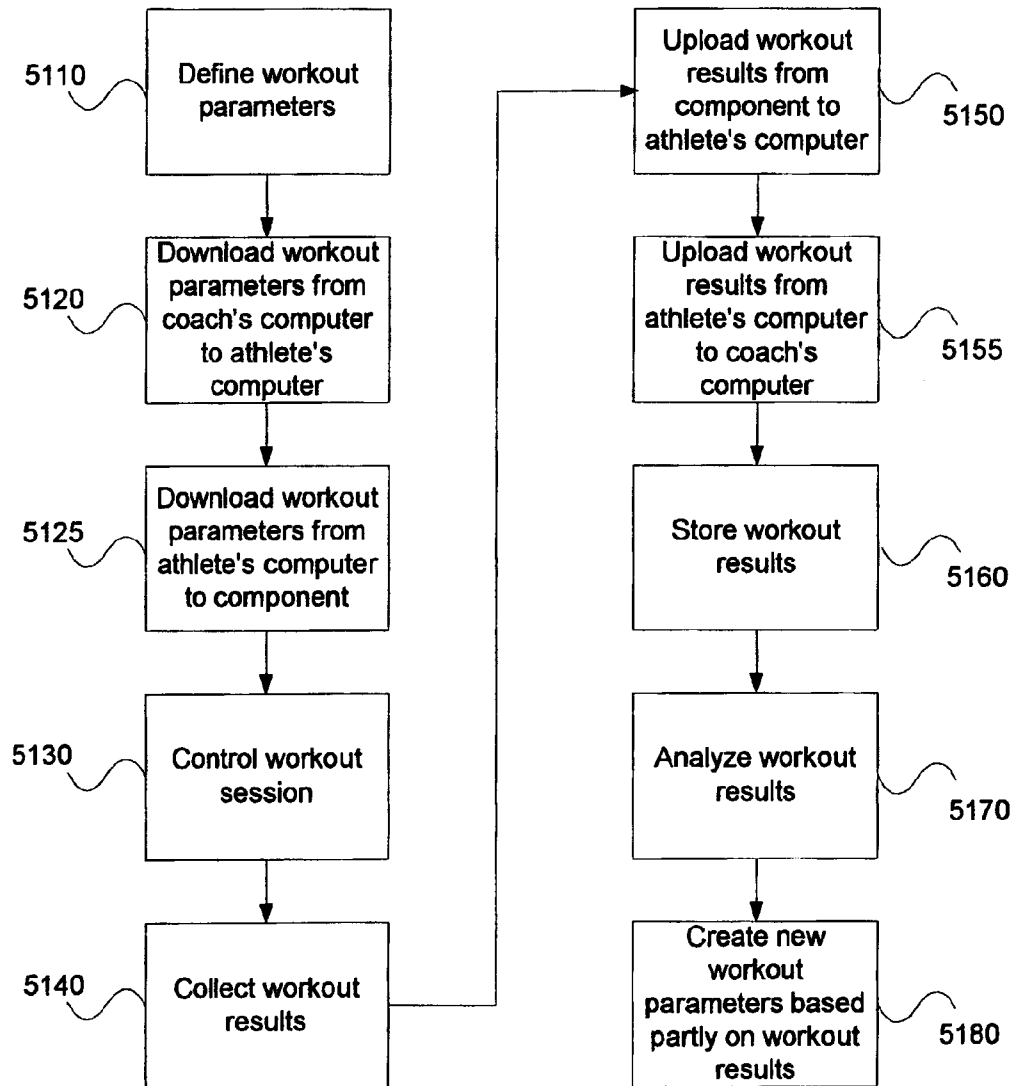 5110
Define workout
parameters
5120
Download workout
parameters from
coach's computer
to athlete's
computer
5125
Download workout
parameters from
athlete's computer
to component
5130
Control workout
session
5140
Collect workout
results
Upload workout
results from
component to
athlete's computer
5150
Upload workout
results from
athlete's computer
to coach's
computer
5155
Store workout
results
5160
Analyze workout
results
5170
Create new
workout
parameters based
partly on workout
results
5180